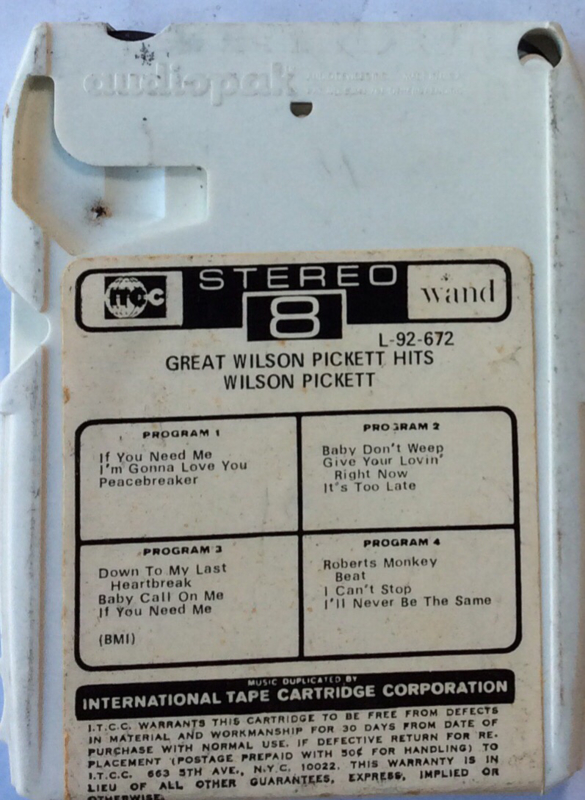 audiopak
itcc
STEREO
8
wand
L-92-672
GREAT WILSON PICKETT HITS
WILSON PICKETT
PROGRAM 1
If You Need Me
I'm Gonna Love You
Peacebreaker
PROGRAM 2
Baby Don't Weep
Give Your Lovin'
Right Now
It's Too Late
PROGRAM 3
Down To My Last
Heartbreak
Baby Call On Me
If You Need Me
(BMI)
PROGRAM 4
Roberts Monkey
Beat
I Can't Stop
I'll Never Be The Same
MUSIC DUPLICATED BY
INTERNATIONAL TAPE CARTRIDGE CORPORATION
I.T.C.C. WARRANTS THIS CARTRIDGE TO BE FREE FROM DEFECTS
IN MATERIAL AND WORKMANSHIP FOR 30 DAYS FROM DATE OF
PURCHASE WITH NORMAL USE. IF DEFECTIVE RETURN FOR RE-
PLACEMENT (POSTAGE PREPAID WITH 50¢ FOR HANDLING) TO
I.T.C.C. 663 5TH AVE., N.Y.C. 10022. THIS WARRANTY IS IN
LIEU OF ALL OTHER GUARANTEES, EXPRESS, IMPLIED OR
OTHERWISE.